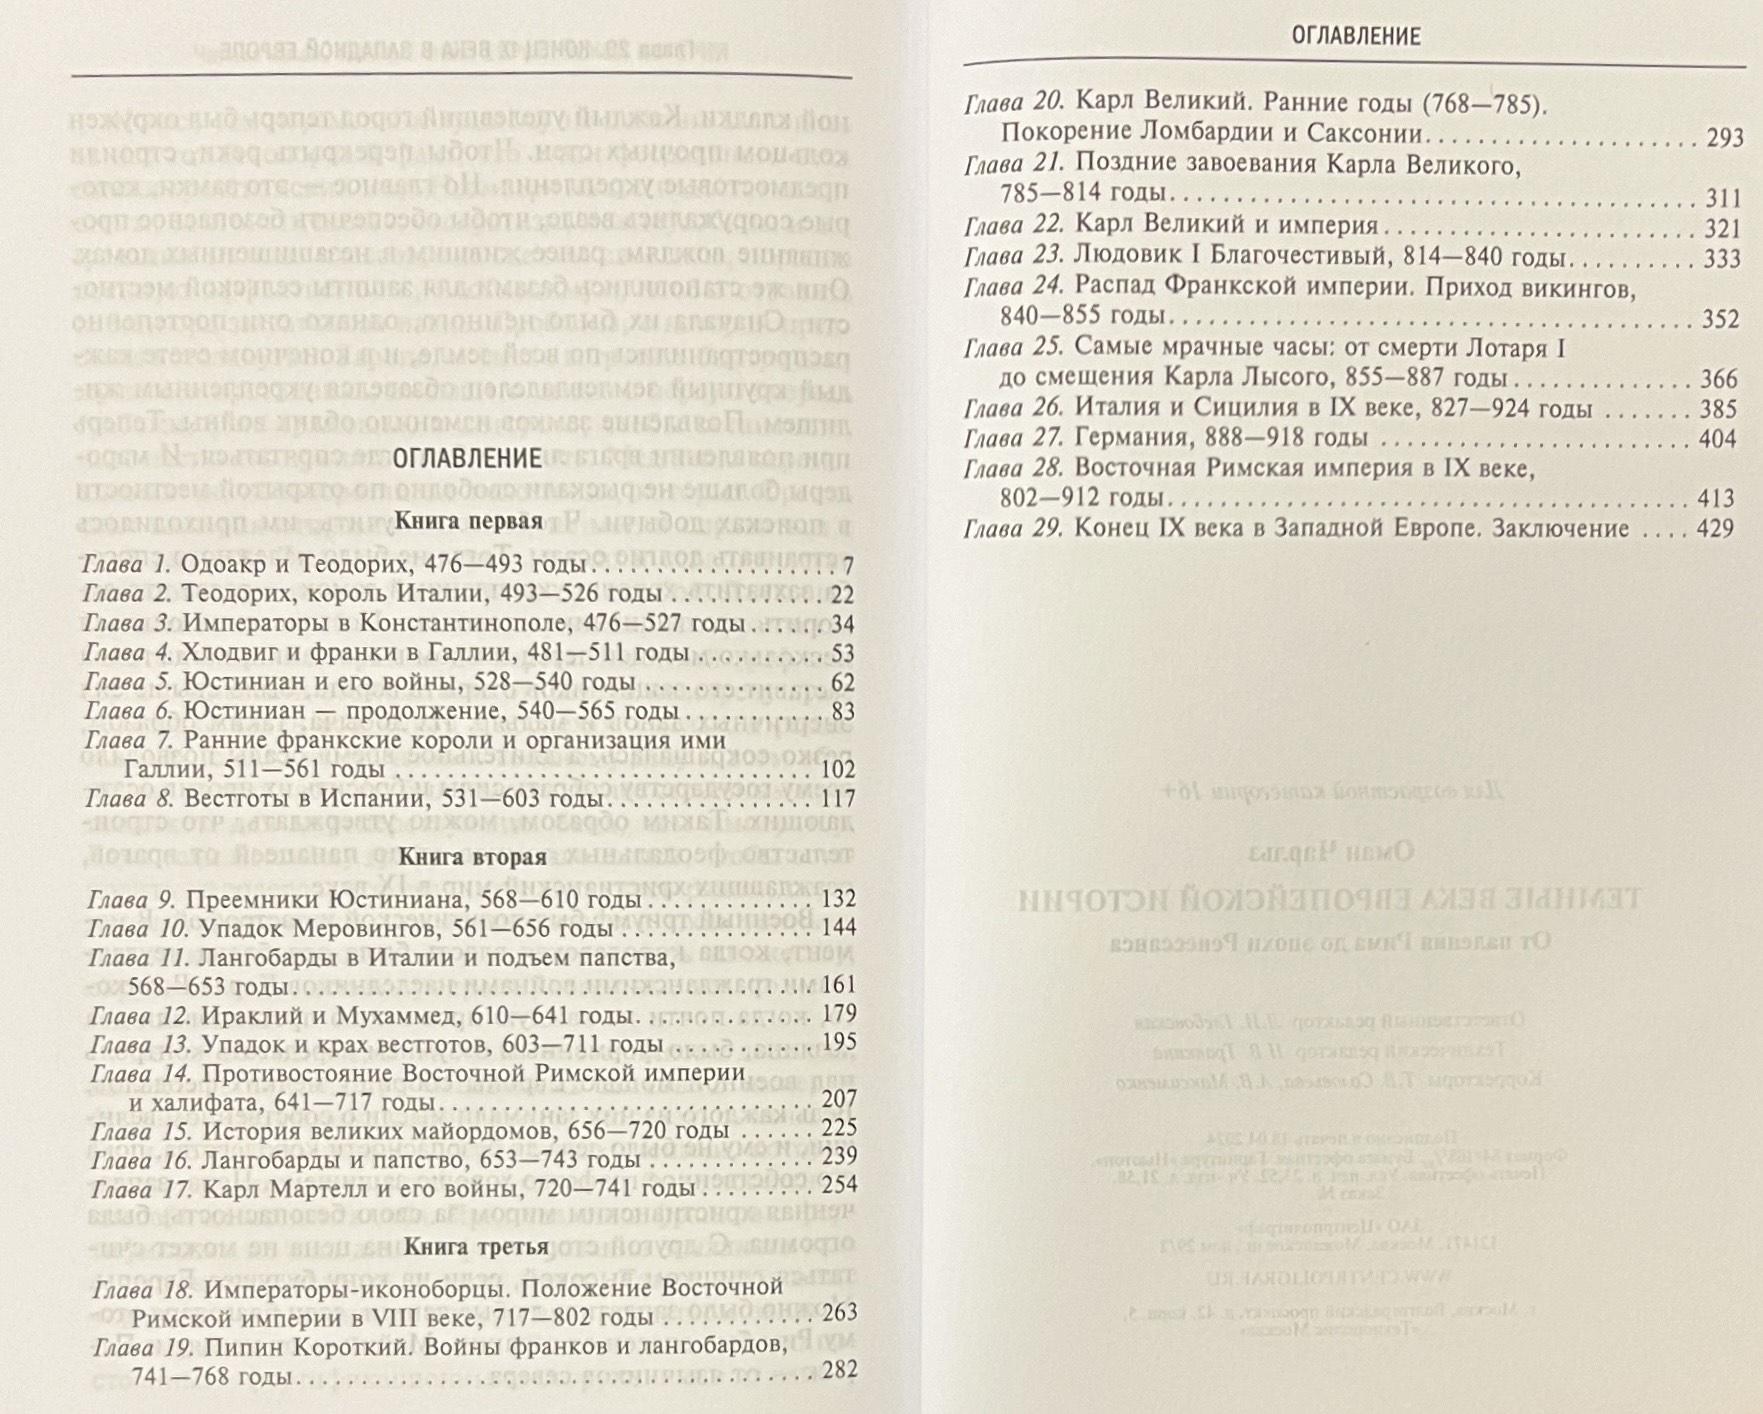 ОГЛАВЛЕНИЕ
Книга первая
Глава 1. Одоакр и Теодорих, 476—493 годы.................... 7
Глава 2. Теодорих, король Италии, 493—526 годы............ 22
Глава 3. Императоры в Константинополе, 476—527 годы...... 34
Глава 4. Хлодвиг и франки в Галлии, 481—511 годы.......... 53
Глава 5. Юстиниан и его войны, 528—540 годы.............. 62
Глава 6. Юстиниан — продолжение, 540—565 годы........... 83
Глава 7. Ранние франкские короли и организация ими
Галлии, 511—561 годы................................ 102
Глава 8. Вестготы в Испании, 531—603 годы................ 117
Книга вторая
Глава 9. Преемники Юстиниана, 568—610 годы............. 132
Глава 10. Упадок Меровингов, 561—656 годы............... 144
Глава 11. Лангобарды в Италии и подъем папства,
568—653 годы........................................ 161
Глава 12. Ираклий и Мухаммед, 610—641 годы.............. 179
Глава 13. Упадок и крах вестготов, 603—711 годы........... 195
Глава 14. Противостояние Восточной Римской империи
и халифата, 641—717 годы............................. 207
Глава 15. История великих майордомов, 656—720 годы...... 225
Глава 16. Лангобарды и папство, 653—743 годы............. 239
Глава 17. Карл Мартелл и его войны, 720—741 годы......... 254
Книга третья
Глава 18. Императоры-иконоборцы. Положение Восточной
Римской империи в VIII веке, 717—802 годы............ 263
Глава 19. Пипин Короткий. Войны франков и лангобардов,
741—768 годы........................................ 282
ОГЛАВЛЕНИЕ
Глава 20. Карл Великий. Ранние годы (768—785).
Покорение Ломбардии и Саксонии..................... 293
Глава 21. Поздние завоевания Карла Великого,
785—814 годы........................................ 311
Глава 22. Карл Великий и империя........................ 321
Глава 23. Людовик I Благочестивый, 814—840 годы.......... 333
Глава 24. Распад Франкской империи. Приход викингов,
840—855 годы........................................ 352
Глава 25. Самые мрачные часы: от смерти Лотаря I
до смещения Карла Лысого, 855—887 годы.............. 366
Глава 26. Италия и Сицилия в IX веке, 827—924 годы ....... 385
Глава 27. Германия, 888—918 годы ........................ 404
Глава 28. Восточная Римская империя в IX веке,
802—912 годы........................................ 413
Глава 29. Конец IX века в Западной Европе. Заключение .... 429